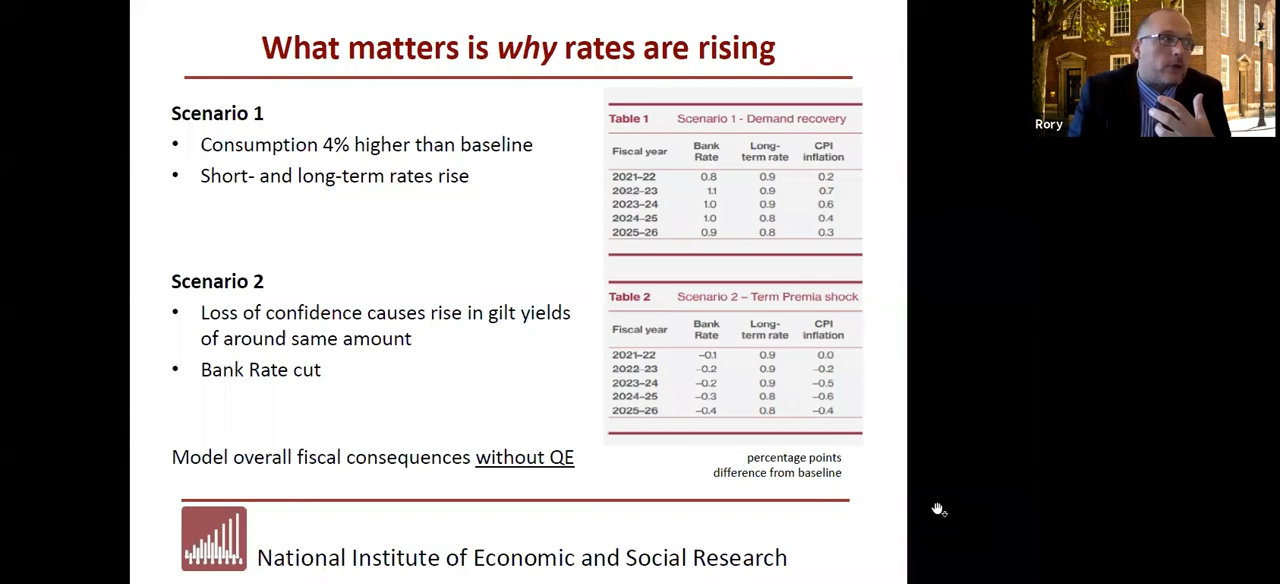 What matters is why rates are rising
Scenario 1
• Consumption 4% higher than baseline
• Short- and long-term rates rise
Table 1 Scenario 1 - Demand recovery
Fiscal year Bank Rate Long-term rate CPI inflation
2021–22 0.8 0.9 0.2
2022–23 1.1 0.9 0.7
2023–24 1.0 0.9 0.6
2024–25 1.0 0.8 0.4
2025–26 0.9 0.8 0.3
Scenario 2
• Loss of confidence causes rise in gilt yields
of around same amount
• Bank Rate cut
Table 2 Scenario 2 – Term Premia shock
Fiscal year Bank Rate Long-term rate CPI inflation
2021–22 –0.1 0.9 0.0
2022–23 –0.2 0.9 –0.2
2023–24 –0.2 0.9 –0.5
2024–25 –0.3 0.8 –0.6
2025–26 –0.4 0.8 –0.4
Model overall fiscal consequences without QE
percentage points
difference from baseline
National Institute of Economic and Social Research
Rory